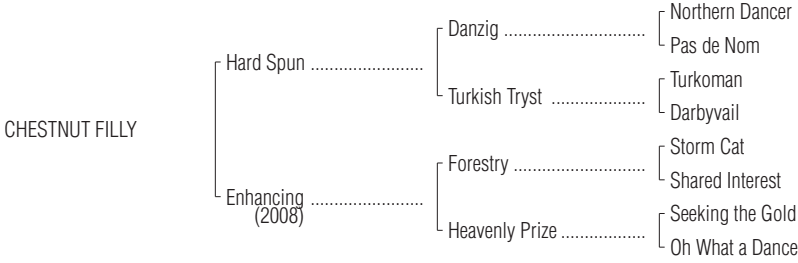 Northern Dancer
Danzig ..............................
Pas de Nom
Hard Spun ........................
Turkoman
Turkish Tryst ....................
Darbyvail
CHESTNUT FILLY
Storm Cat
Forestry ............................
Shared Interest
Enhancing ........................
(2008)
Seeking the Gold
Heavenly Prize ..................
Oh What a Dance